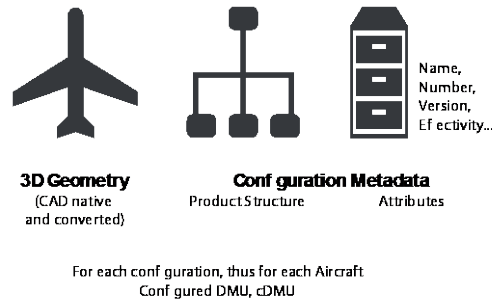 Name,
Number,
Version,
Ef ectivity...
3D Geometry
(CAD native
and converted)
Conf guration Metadata
Product Structure
Attributes
For each conf guration, thus for each Aircraft
Conf gured DMU, cDMU